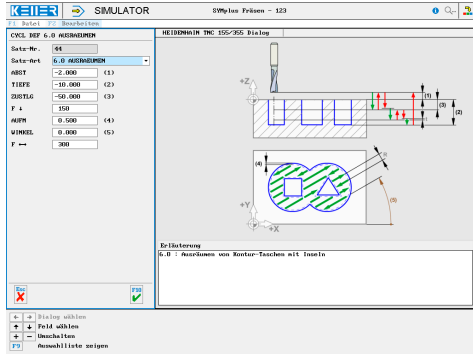 KELLER SIMULATOR SYMplus Fräsen - 123
F1 Datei F2 Bearbeiten
CYCL DEF 6.0 AUSRAEUMEN
HEIDENHAIN TNC 155/355 Dialog
Satz-Nr. 44
Satz-Art 6.0 AUSRAEUMEN
ABST -2.000 (1)
TIEFE -10.000 (2)
ZUSTLG -50.000 (3)
F ↓ 150
AUFM 0.500 (4)
WINKEL 0.000 (5)
F ↔ 300
+Z
(1)
(3)
(2)
(4)
(5)
+Y
+X
Erläuterung
6.0 : Ausräumen von Kontur-Taschen mit Inseln
Esc
F10
← → Dialog wählen
↑ ↓ Feld wählen
+ - Umschalten
F9 Auswahlliste zeigen